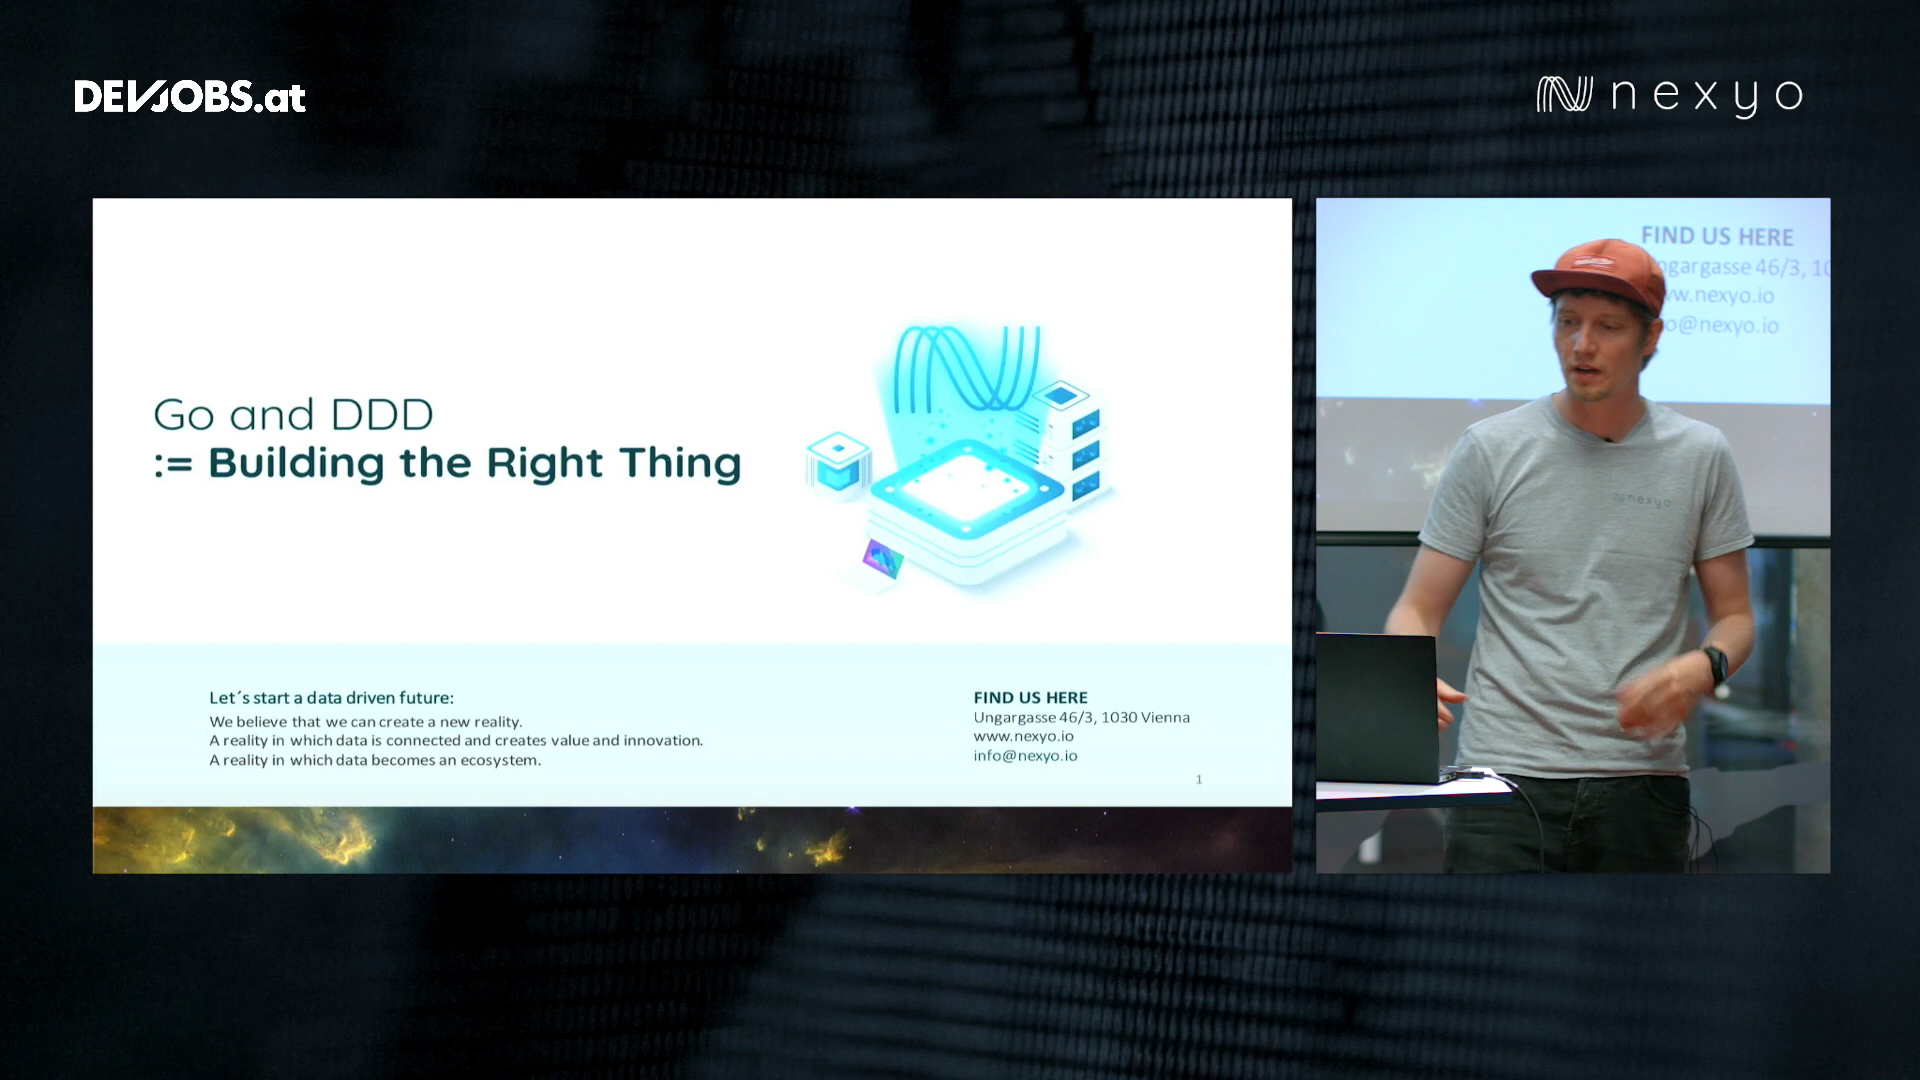 DEVJOBS.at
nexyo
Go and DDD
:= Building the Right Thing
Let´s start a data driven future:
We believe that we can create a new reality.
A reality in which data is connected and creates value and innovation.
A reality in which data becomes an ecosystem.
FIND US HERE
Ungargasse 46/3, 1030 Vienna
www.nexyo.io
info@nexyo.io
1
FIND US HERE
ngargasse 46/3, 10
ww.nexyo.io
o@nexyo.io
nexyo